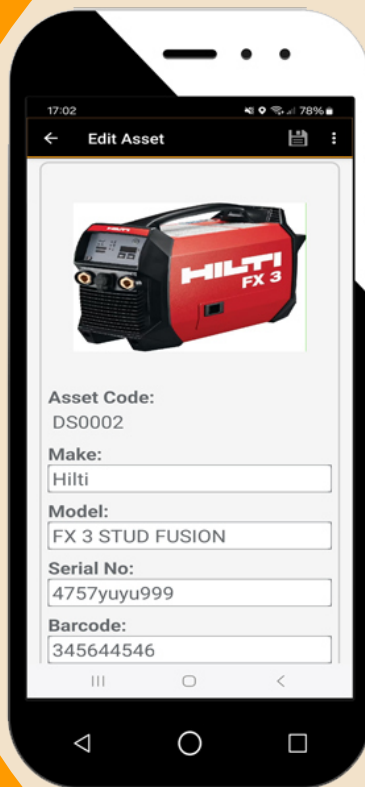 17:02 78%
Edit Asset
HILTI
FX 3
Asset Code:
DS0002
Make:
Hilti
Model:
FX 3 STUD FUSION
Serial No:
4757yuyu999
Barcode:
345644546